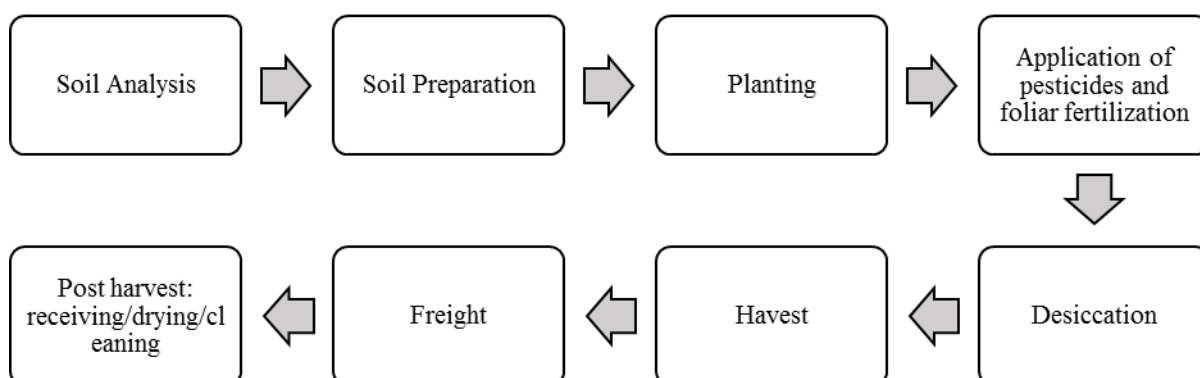 Soil Analysis
Soil Preparation
Planting
Application of
pesticides and
foliar fertilization
Desiccation
Havest
Freight
Post harvest:
receiving/drying/cl
eaning